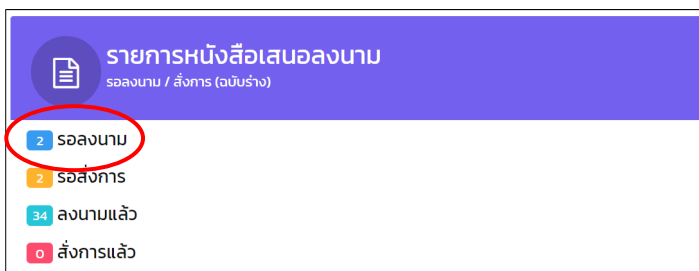 รายการหนังสือเสนอลงนาม
รอลงนาม / สั่งการ (ฉบับร่าง)
2 รอลงนาม
2 รอสั่งการ
34 ลงนามแล้ว
0 สั่งการแล้ว